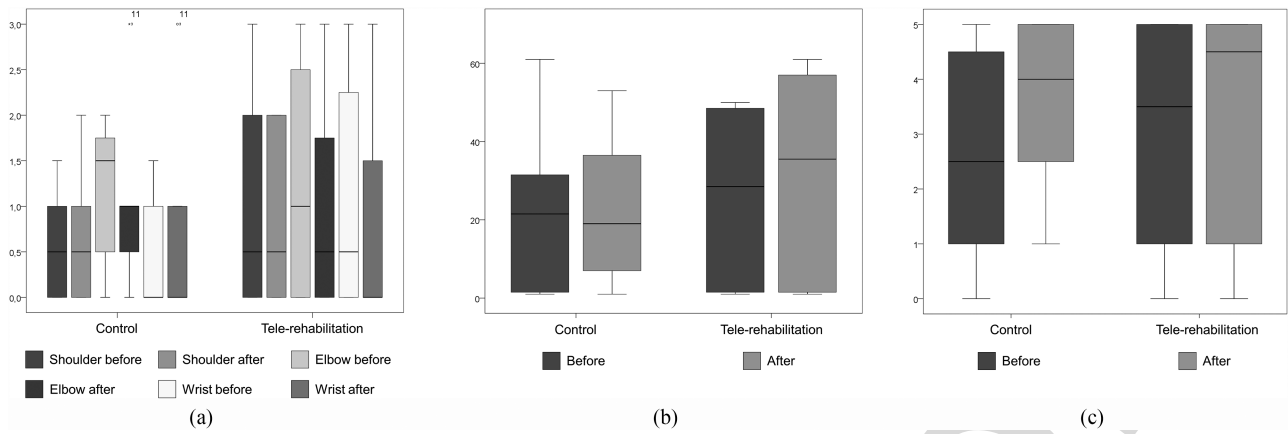 11
11
3,0
2,5
2,0
1,5
1,0
0,5
0,0
Control
Tele-rehabilitation
Shoulder before
Shoulder after
Elbow before
Elbow after
Wrist before
Wrist after
(a)
60
40
20
0
Control
Tele-rehabilitation
Before
After
(b)
5
4
3
2
1
0
Control
Tele-rehabilitation
Before
After
(c)